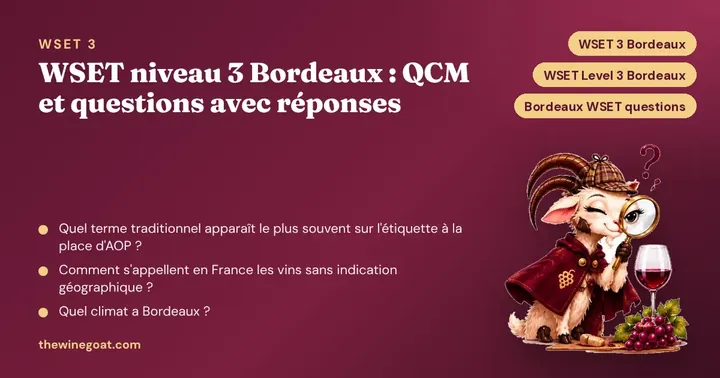 WSET 3
WSET niveau 3 Bordeaux : QCM
et questions avec réponses
WSET 3 Bordeaux
WSET Level 3 Bordeaux
Bordeaux WSET questions
Quel terme traditionnel apparaît le plus souvent sur l'étiquette à la
place d'AOP ?
Comment s'appellent en France les vins sans indication
géographique ?
Quel climat a Bordeaux ?
thewinegoat.com